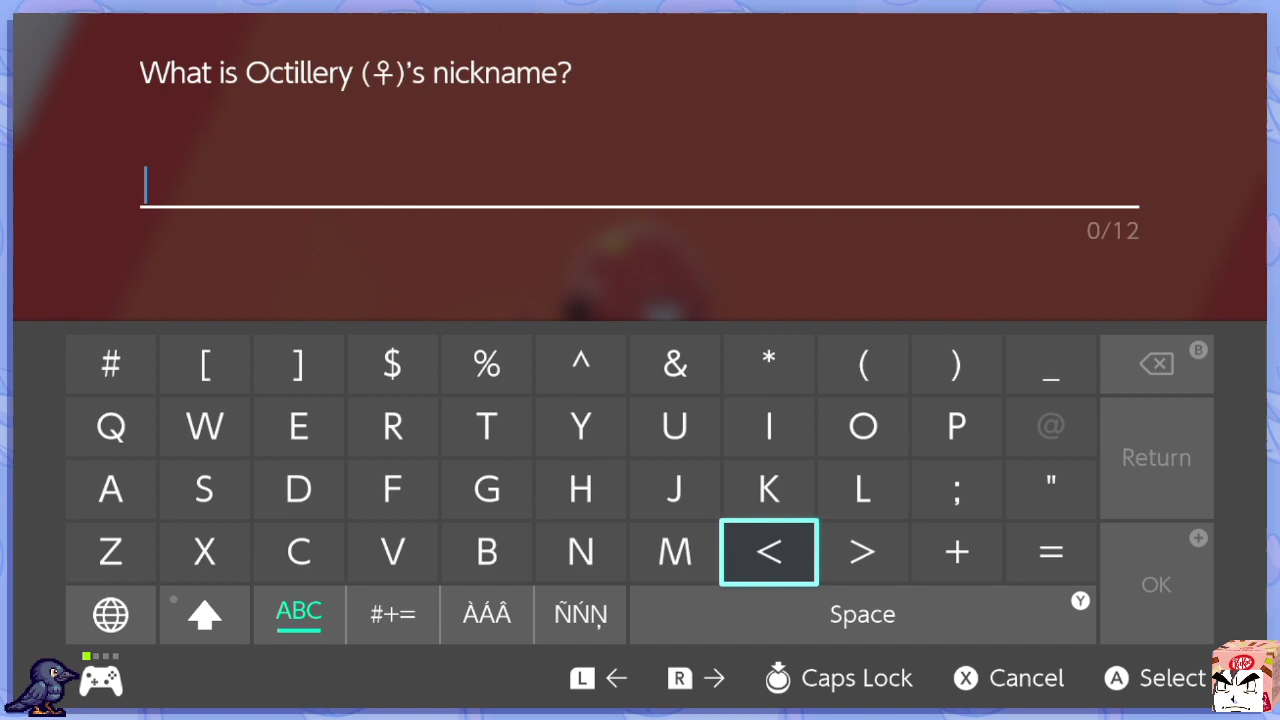 What is Octillery (♀)'s nickname?
0/12
# [ ] $ % ^ & * ( ) _ B
Q W E R T Y U I O P @ Return
A S D F G H J K L ; "
Z X C V B N M < > + = OK +
ABC #+= ÀÁÂ ÑŃŅ Space Y
L ← R → Caps Lock X Cancel A Select